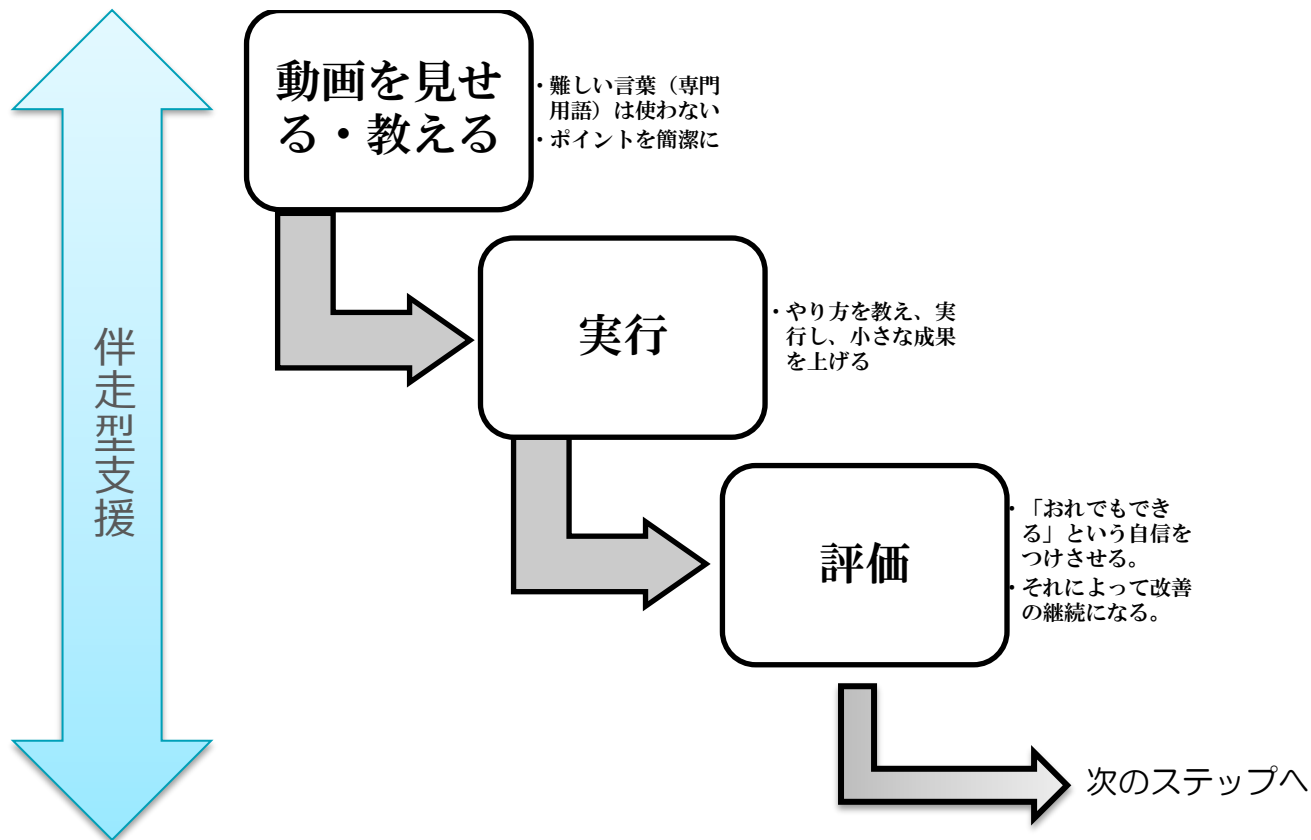 伴走型支援
動画を見せ
る・教える
・難しい言葉（専門
用語）は使わない
・ポイントを簡潔に
実行
・やり方を教え、実
行し、小さな成果
を上げる
評価
・「おれでもでき
る」という自信を
つけさせる。
・それによって改善
の継続になる。
次のステップへ